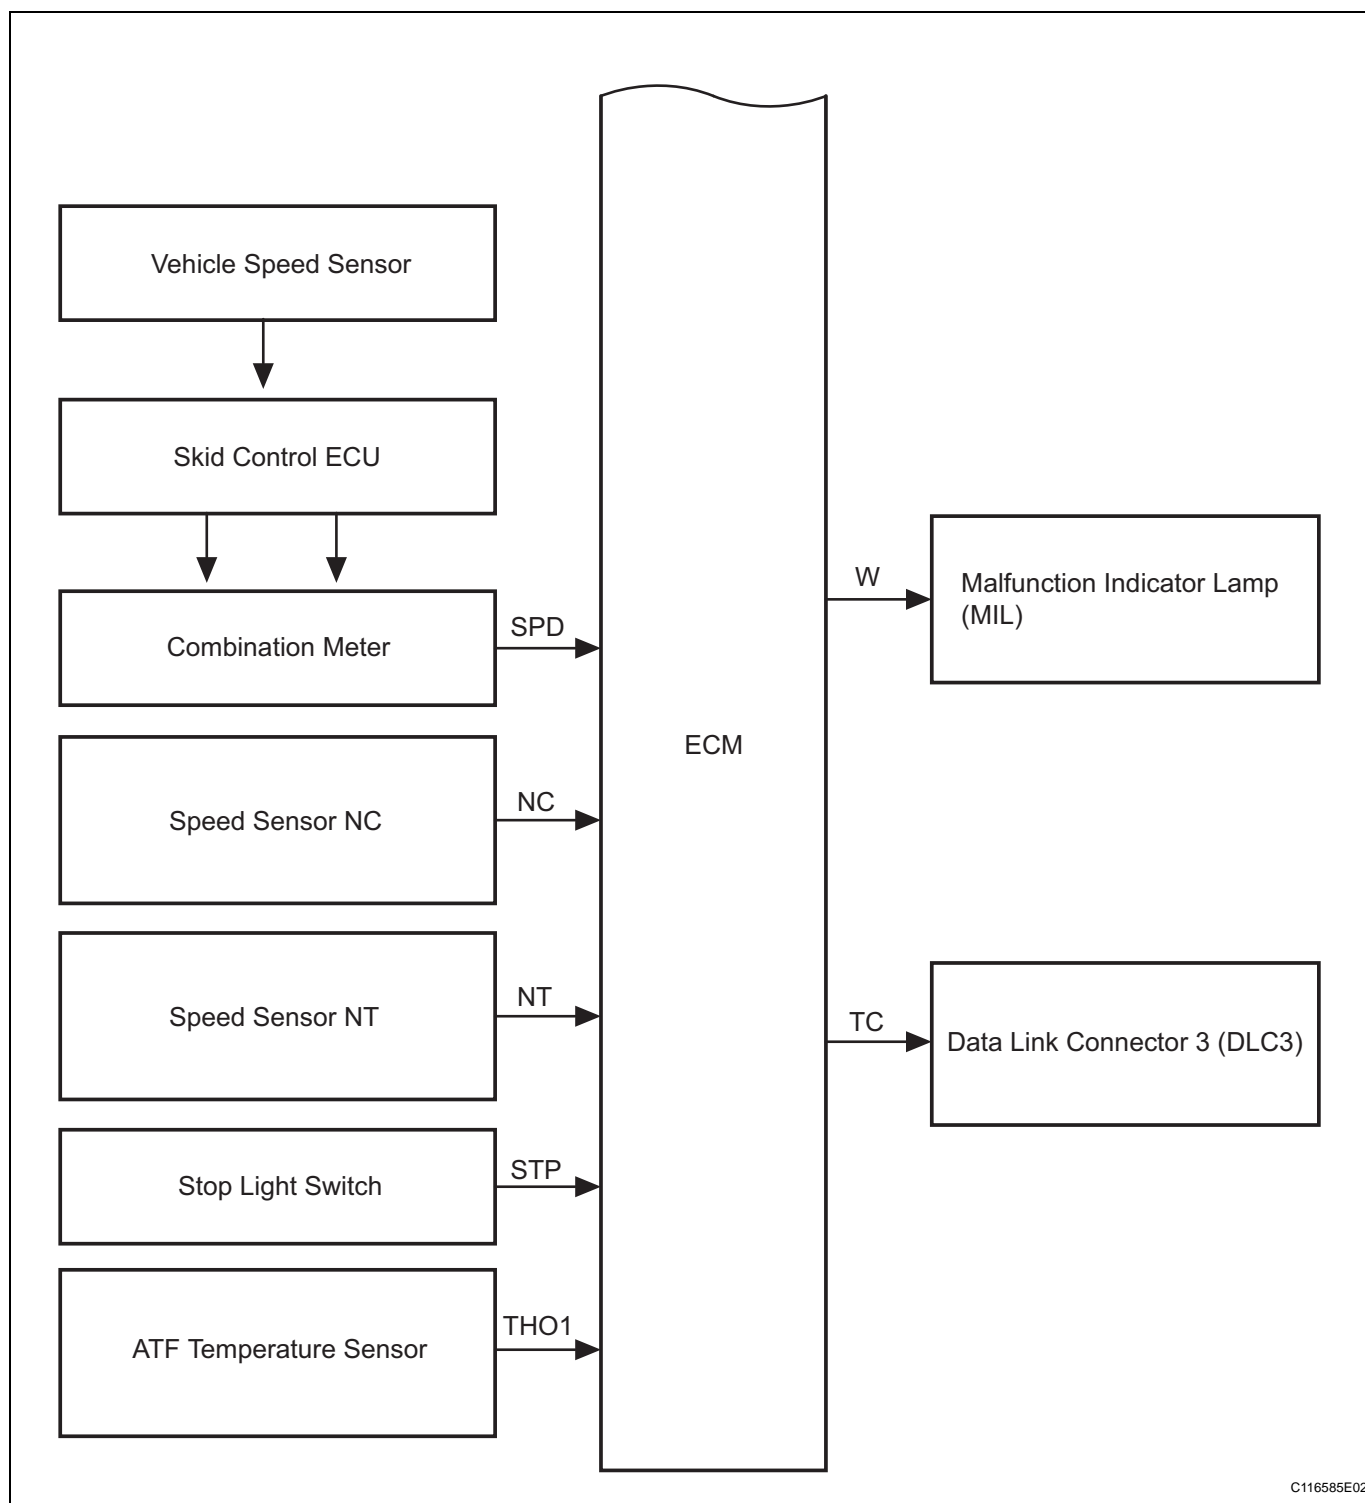 Vehicle Speed Sensor
Skid Control ECU
Combination Meter
SPD
Speed Sensor NC
NC
Speed Sensor NT
NT
Stop Light Switch
STP
ATF Temperature Sensor
THO1
ECM
W
Malfunction Indicator Lamp
(MIL)
TC
Data Link Connector 3 (DLC3)
C116585E02